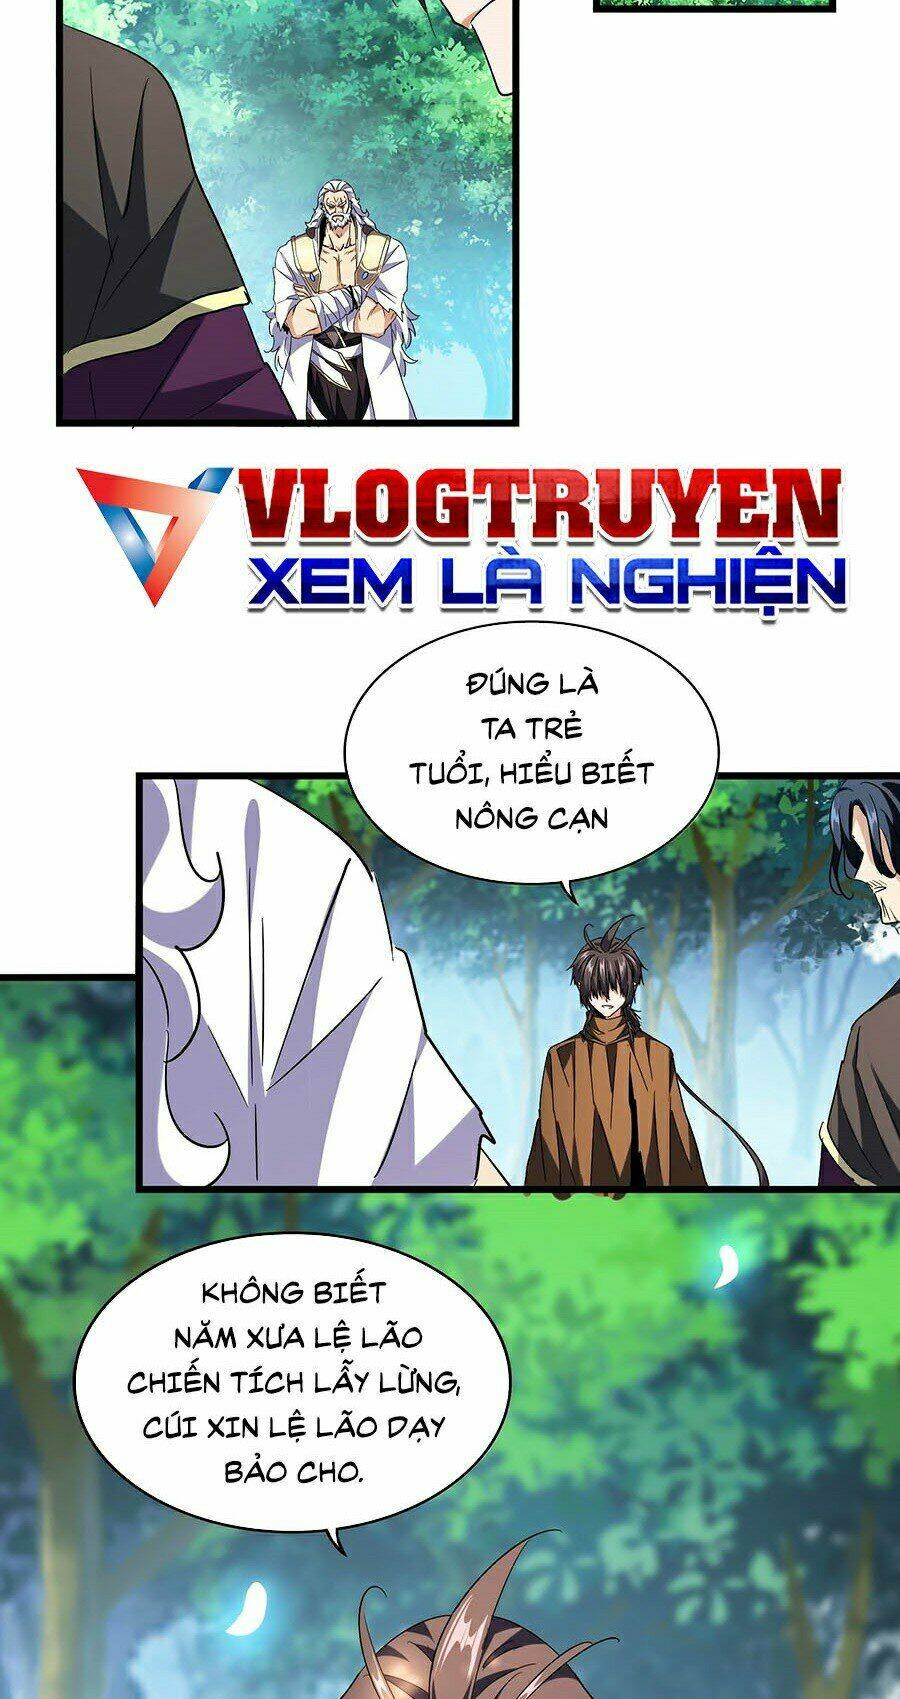 VLOGTRUYEN
XEM LÀ NGHIỆN
ĐÚNG LÀ
TA TRẺ
TUỔI, HIỂU BIẾT
NÔNG CẠN
KHÔNG BIẾT
NĂM XƯA LỆ LÃO
CHIẾN TÍCH LẪY LỪNG,
CÚI XIN LỆ LÃO DẠY
BẢO CHO.